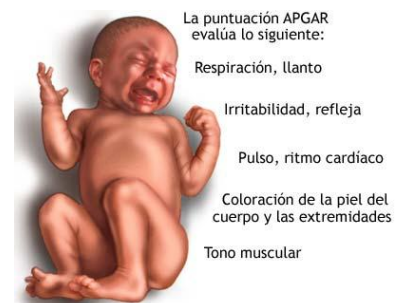 La puntuación APGAR
evalúa lo siguiente:
Respiración, llanto
Irritabilidad, refleja
Pulso, ritmo cardíaco
Coloración de la piel del
cuerpo y las extremidades
Tono muscular